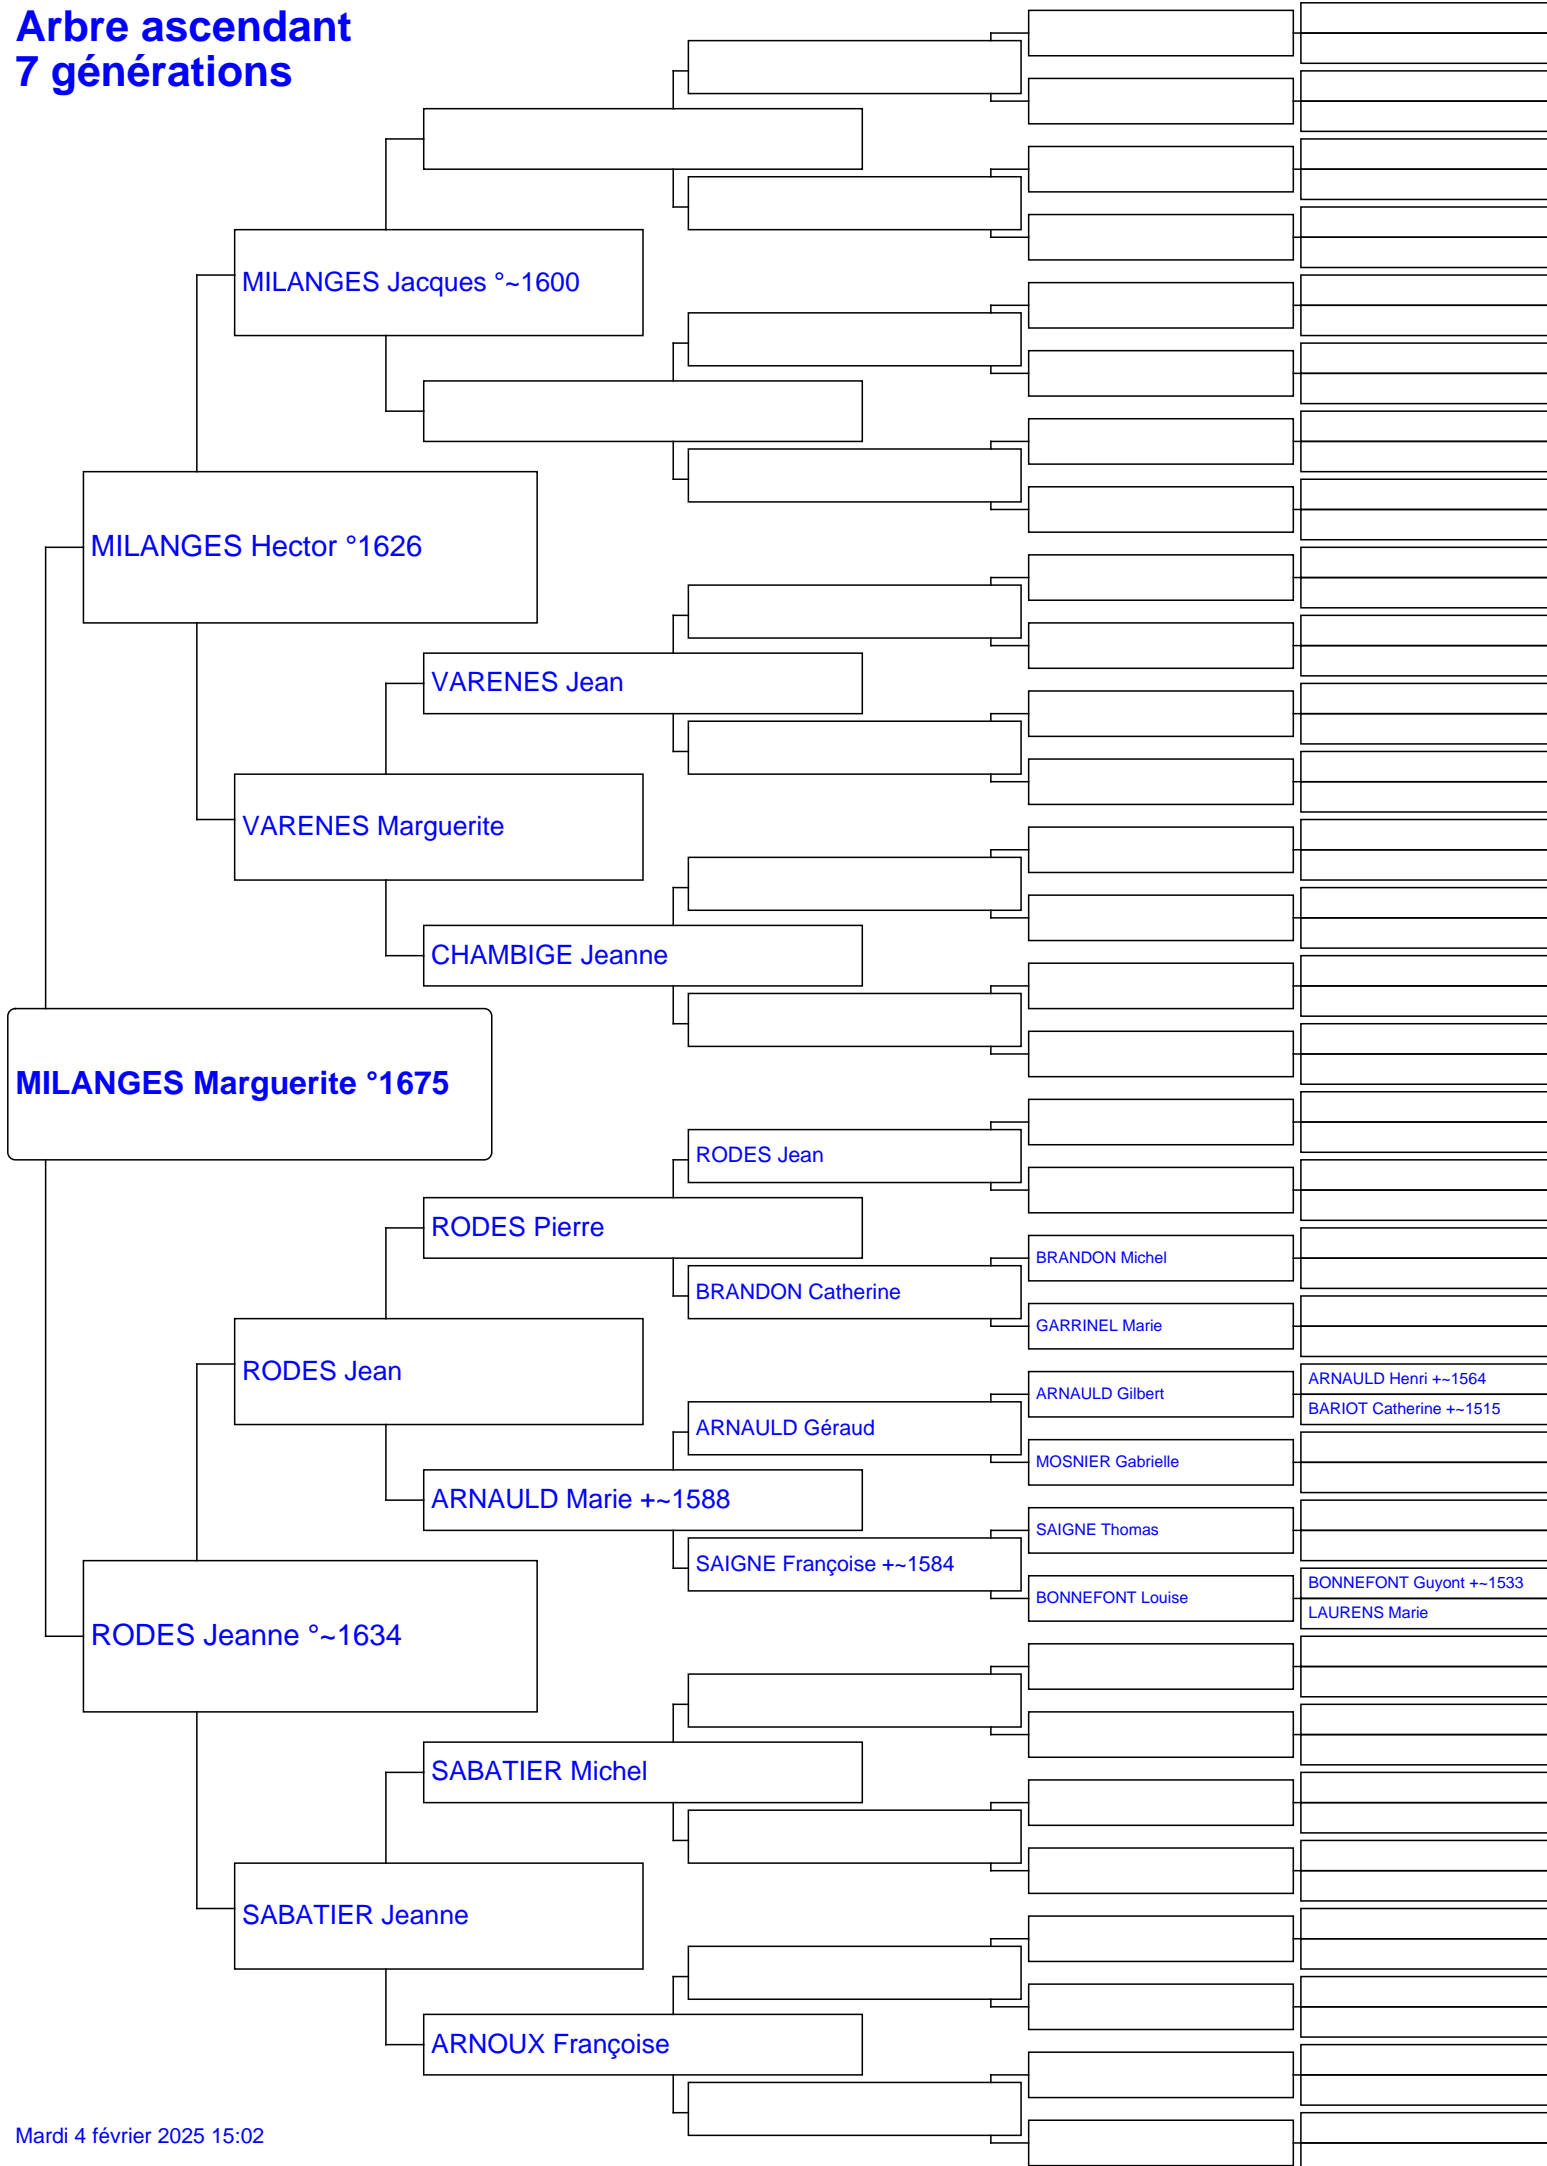 Arbre ascendant
7 générations
MILANGES Jacques °~1600
MILANGES Hector °1626
VARENES Jean
VARENES Marguerite
CHAMBIGE Jeanne
MILANGES Marguerite °1675
RODES Jean
RODES Pierre
BRANDON Michel
BRANDON Catherine
GARRINEL Marie
RODES Jean
ARNAULD Henri +~1564
ARNAULD Gilbert
BARIOT Catherine +~1515
ARNAULD Géraud
MOSNIER Gabrielle
ARNAULD Marie +~1588
SAIGNE Thomas
SAIGNE Françoise +~1584
BONNEFONT Guyont +~1533
BONNEFONT Louise
LAURENS Marie
RODES Jeanne °~1634
SABATIER Michel
SABATIER Jeanne
ARNOUX Françoise
Mardi 4 février 2025 15:02